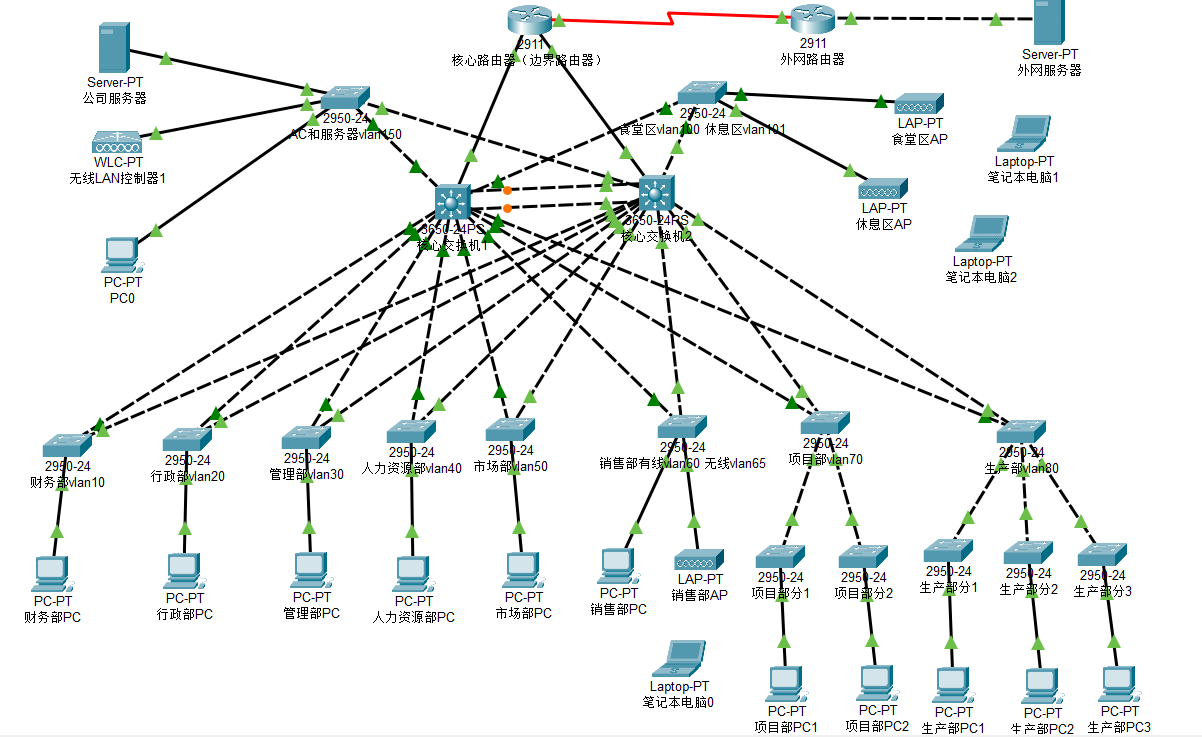 2911
核心路由器（边界路由器）
2911
外网路由器
Server-PT
外网服务器
Server-PT
公司服务器
2950-24
AC和服务器vlan150
2950-24
食堂区vlan100 休息区vlan101
LAP-PT
食堂区AP
Laptop-PT
笔记本电脑1
WLC-PT
无线LAN控制器1
LAP-PT
休息区AP
3650-24PS
核心交换机1
3650-24PS
核心交换机2
Laptop-PT
笔记本电脑2
PC-PT
PC0
2950-24
财务部vlan10
2950-24
行政部vlan20
2950-24
管理部vlan30
2950-24
人力资源部vlan40
2950-24
市场部vlan50
2950-24
销售部有线vlan60 无线vlan65
2950-24
项目部vlan70
2950-24
生产部vlan80
PC-PT
财务部PC
PC-PT
行政部PC
PC-PT
管理部PC
PC-PT
人力资源部PC
PC-PT
市场部PC
PC-PT
销售部PC
LAP-PT
销售部AP
2950-24
项目部分1
2950-24
项目部分2
2950-24
生产部分1
2950-24
生产部分2
2950-24
生产部分3
Laptop-PT
笔记本电脑0
PC-PT
项目部PC1
PC-PT
项目部PC2
PC-PT
生产部PC1
PC-PT
生产部PC2
PC-PT
生产部PC3